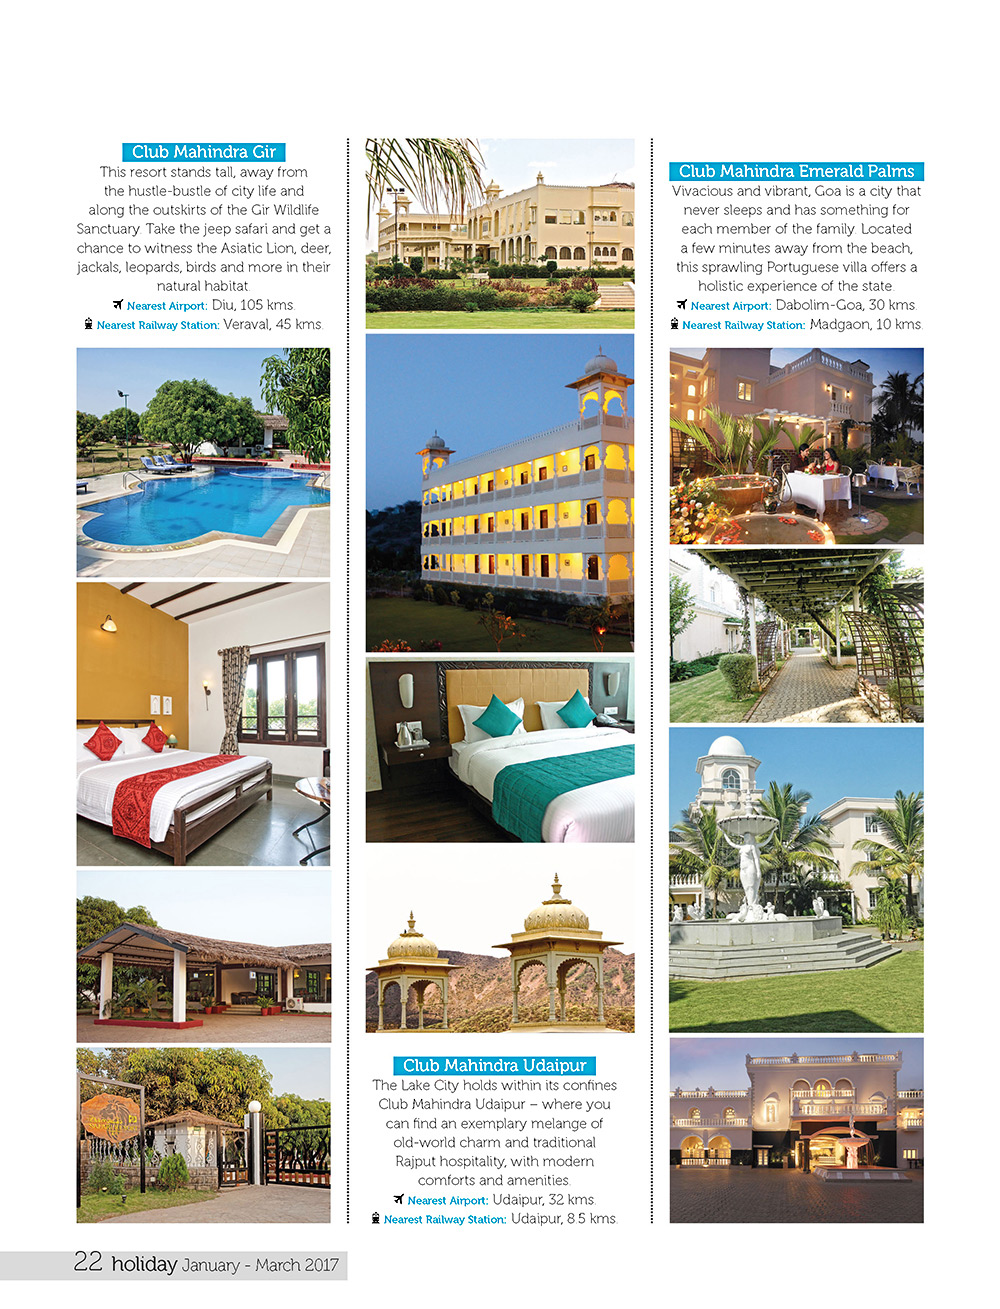 Club Mahindra Gir
This resort stands tall, away from
the hustle-bustle of city life and
along the outskirts of the Gir Wildlife
Sanctuary. Take the jeep safari and get a
chance to witness the Asiatic Lion, deer,
jackals, leopards, birds and more in their
natural habitat.
Nearest Airport: Diu, 105 kms.
Nearest Railway Station: Veraval, 45 kms.
Club Mahindra Udaipur
The Lake City holds within its confines
Club Mahindra Udaipur – where you
can find an exemplary melange of
old-world charm and traditional
Rajput hospitality, with modern
comforts and amenities.
Nearest Airport: Udaipur, 32 kms.
Nearest Railway Station: Udaipur, 8.5 kms.
Club Mahindra Emerald Palms
Vivacious and vibrant, Goa is a city that
never sleeps and has something for
each member of the family. Located
a few minutes away from the beach,
this sprawling Portuguese villa offers a
holistic experience of the state.
Nearest Airport: Dabolim-Goa, 30 kms.
Nearest Railway Station: Madgaon, 10 kms.
22 holiday January - March 2017